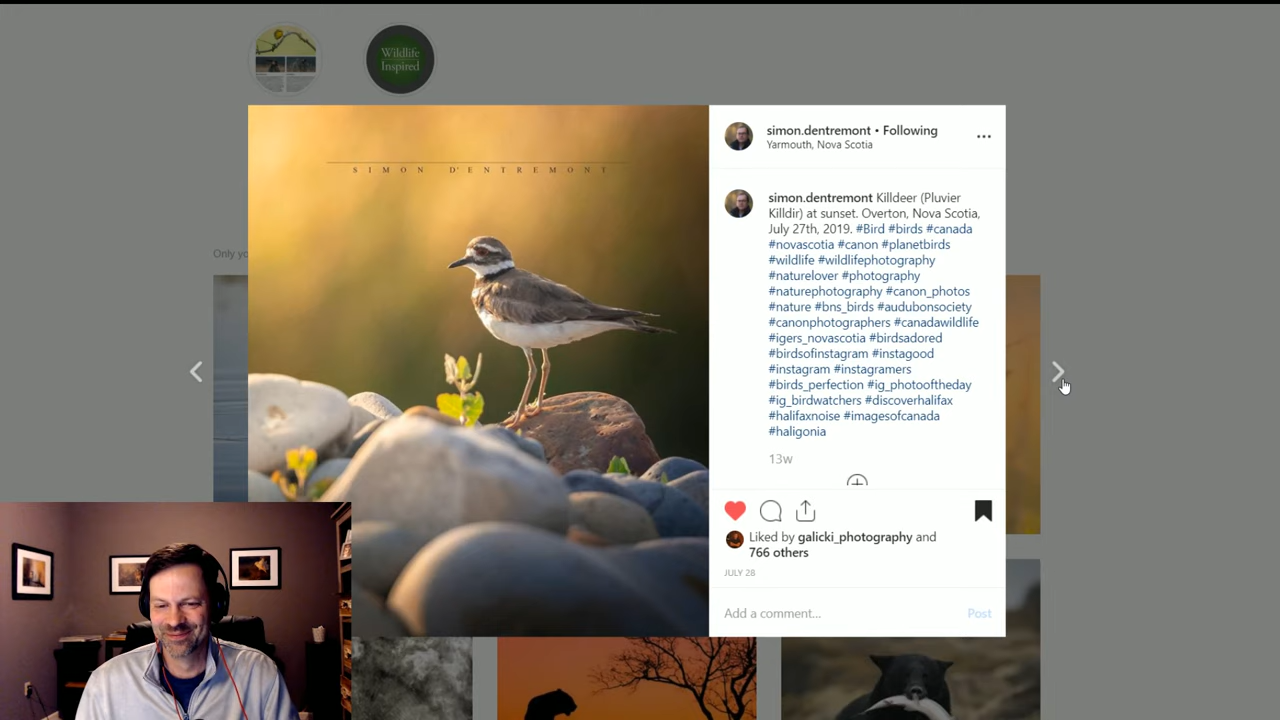 Wildlife
Inspired
Only yo
SIMON D'ENTREMONT
simon.dentremont • Following
Yarmouth, Nova Scotia
simon.dentremont Killdeer (Pluvier
Killdir) at sunset. Overton, Nova Scotia,
July 27th, 2019. #Bird #birds #canada
#novascotia #canon #planetbirds
#wildlife #wildlifephotography
#naturelover #photography
#naturephotography #canon_photos
#nature #bns_birds #audubonsociety
#canonphotographers #canadawildlife
#igers_novascotia #birdsadored
#birdsofinstagram #instagood
#instagram #instagramers
#birds_perfection #ig_photooftheday
#ig_birdwatchers #discoverhalifax
#halifaxnoise #imagesofcanada
#haligonia
13w
Liked by galicki_photography and
766 others
JULY 28
Add a comment... Post